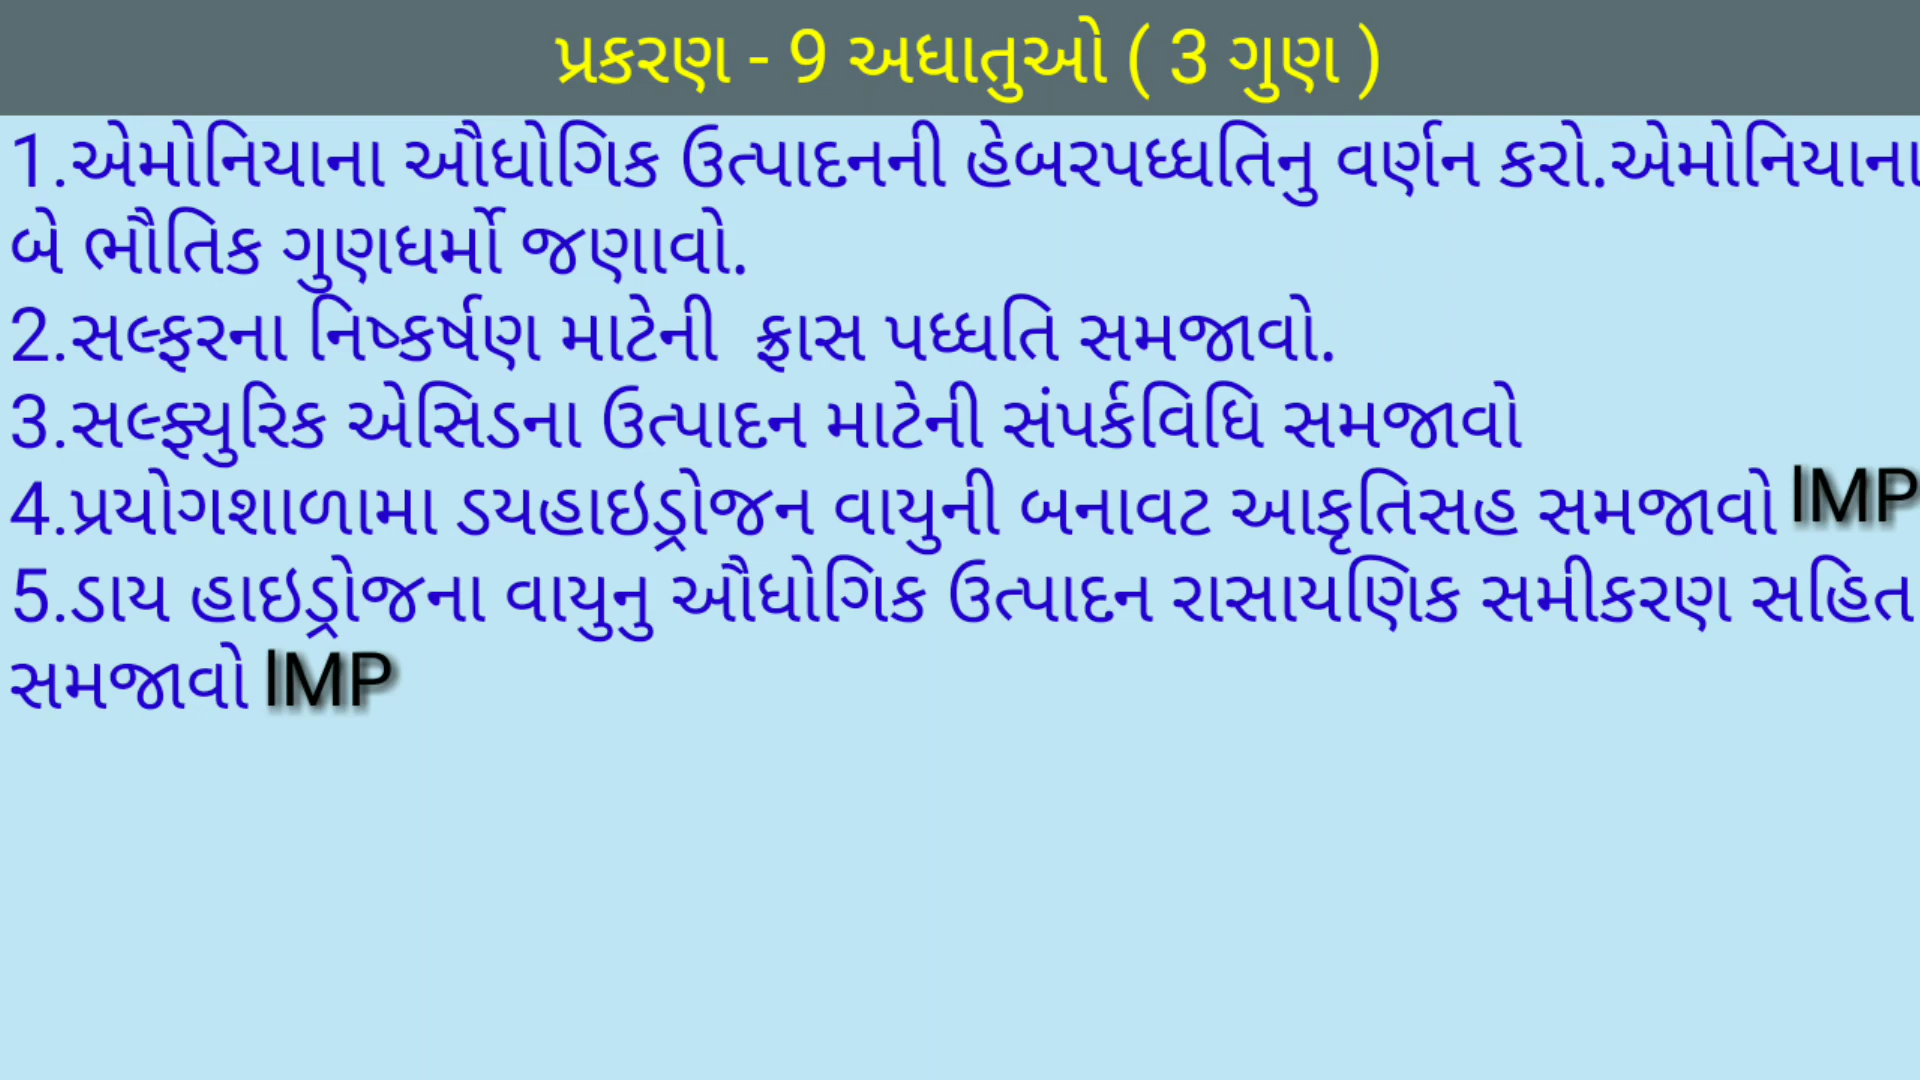 પ્રકરણ - 9 અધાતુઓ ( 3 ગુણ )
1.એમોનિયાના ઔધોગિક ઉત્પાદનની હેબરપધ્ધતિનુ વર્ણન કરો.એમોનિયાના
બે ભૌતિક ગુણધર્મો જણાવો.
2.સલ્ફરના નિષ્કર્ષણ માટેની ફ્રાસ પધ્ધતિ સમજાવો.
3.સલ્ફ્યુરિક એસિડના ઉત્પાદન માટેની સંપર્કવિધિ સમજાવો
4.પ્રયોગશાળામા ડયહાઇડ્રોજન વાયુની બનાવટ આકૃતિસહ સમજાવો IMP
5.ડાય હાઇડ્રોજના વાયુનુ ઔધોગિક ઉત્પાદન રાસાયણિક સમીકરણ સહિત
સમજાવો IMP